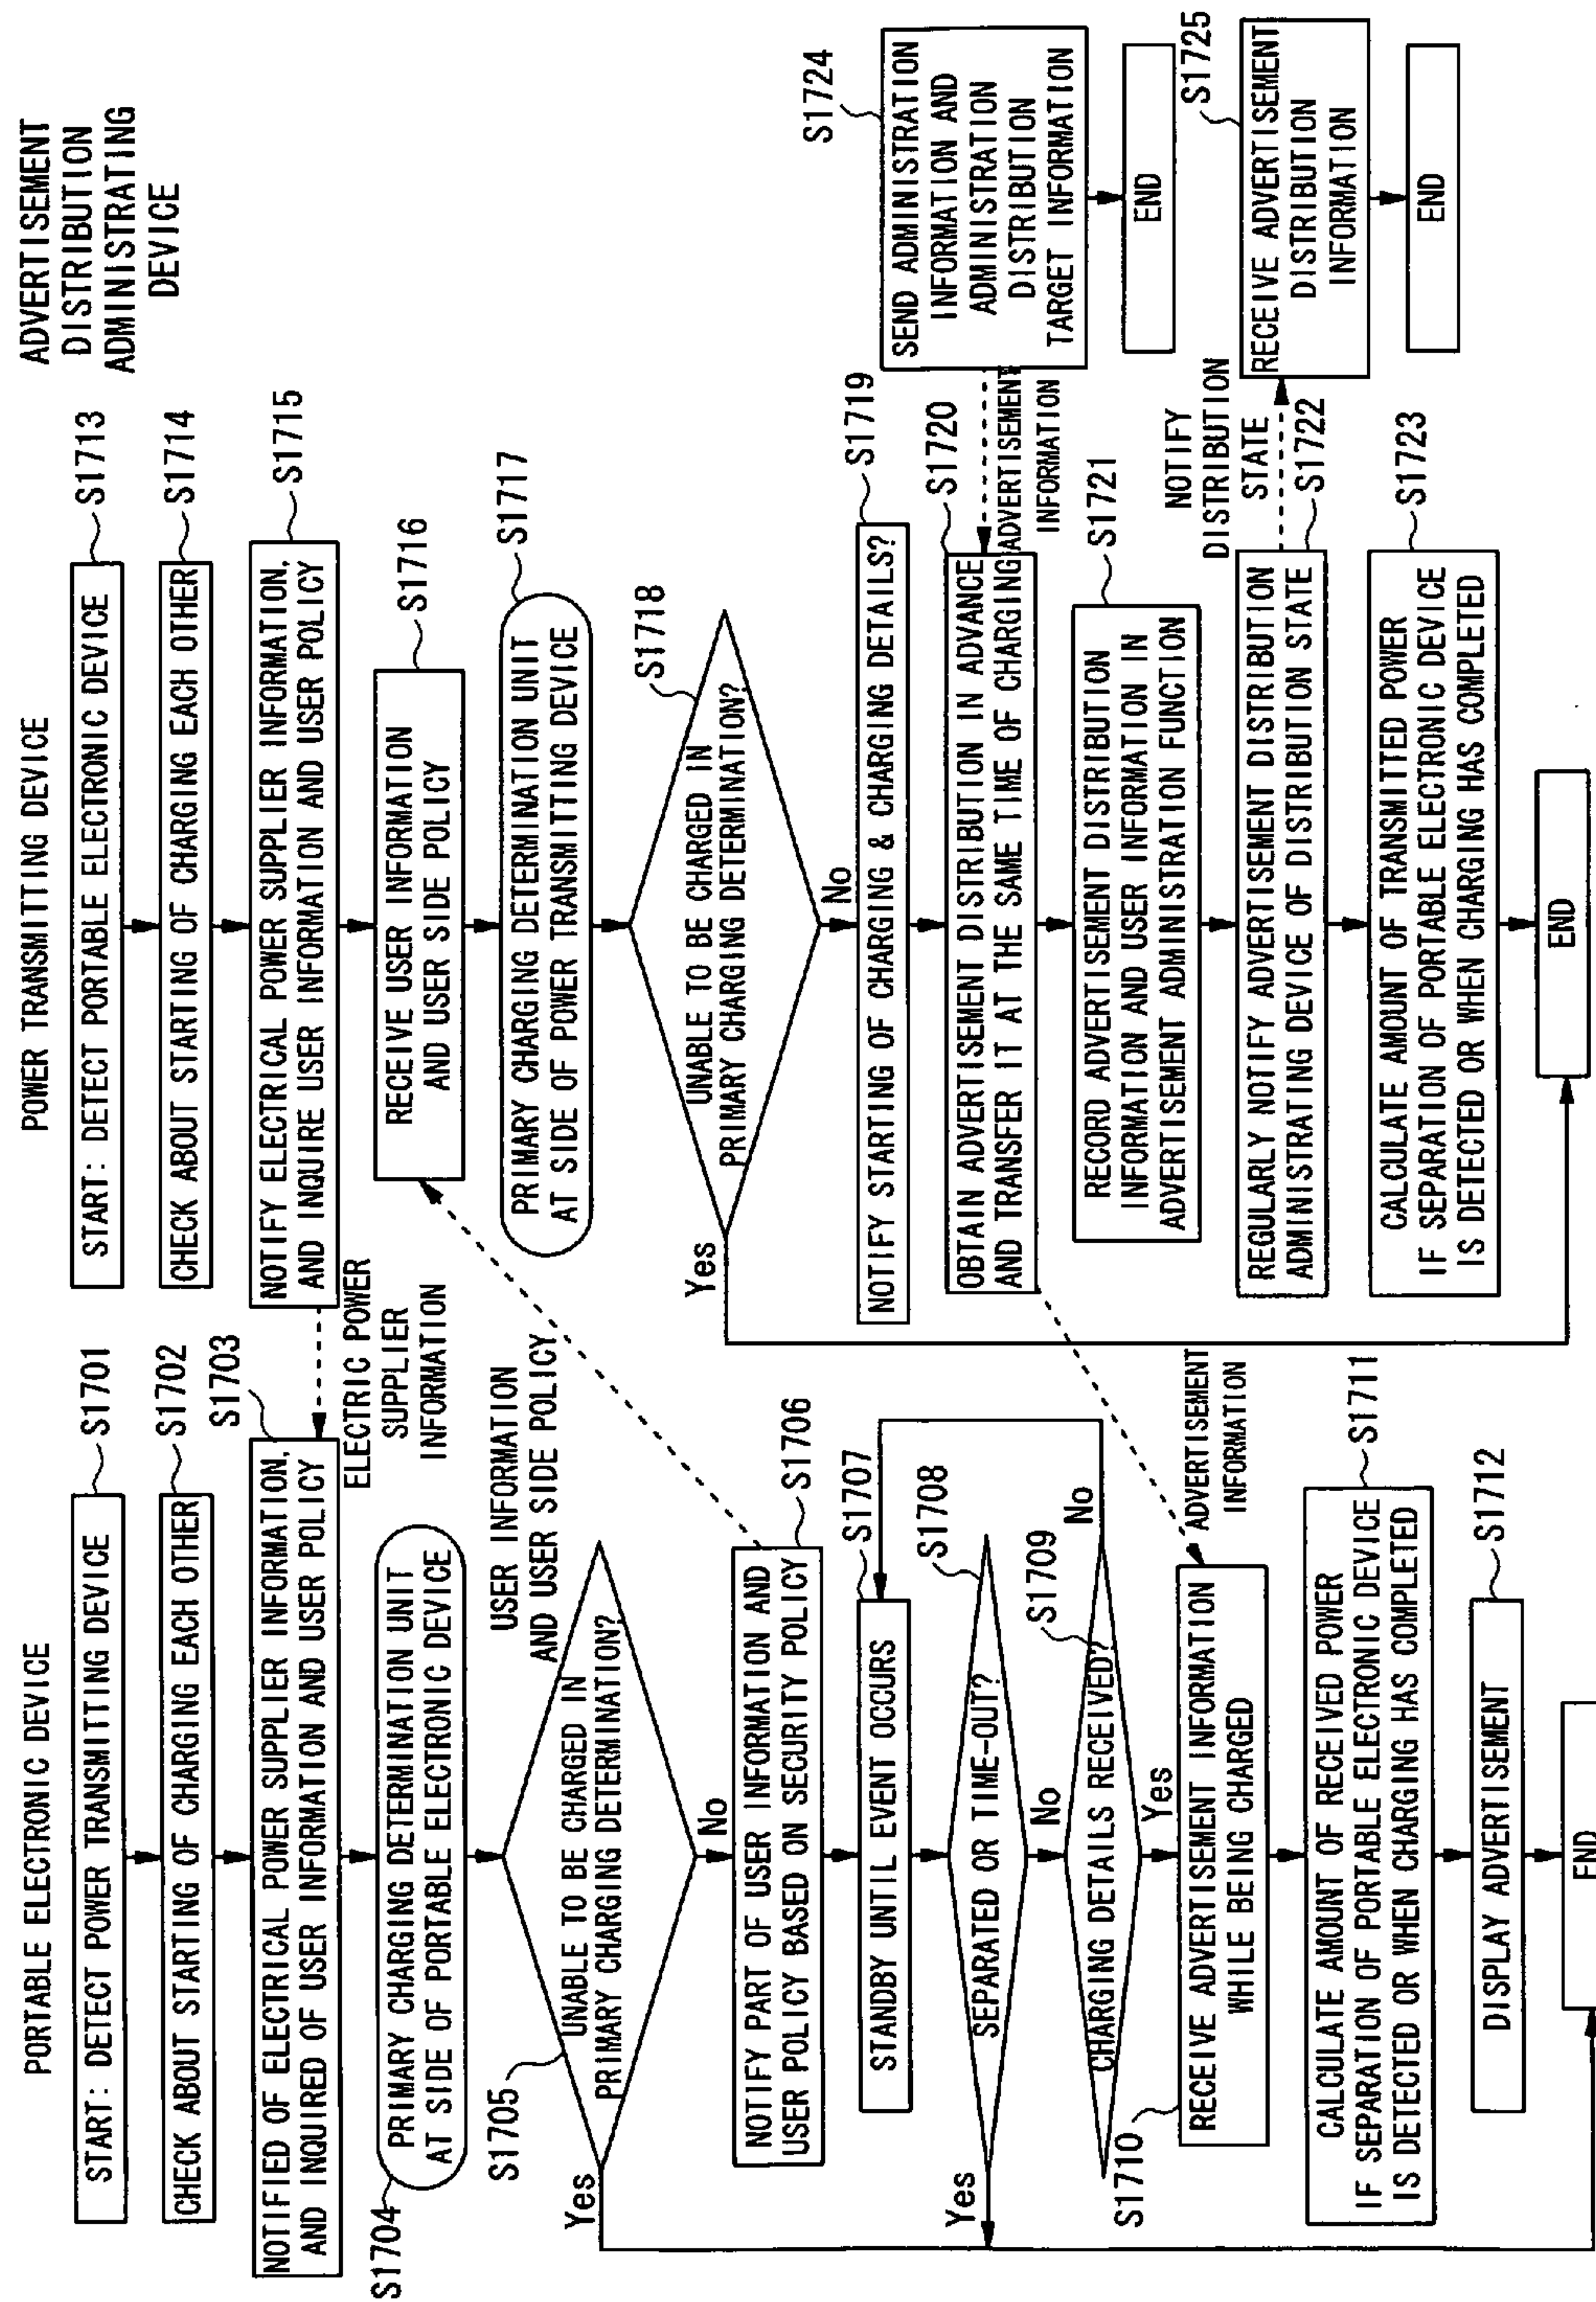 PORTABLE ELECTRONIC DEVICE
START: DETECT POWER TRANSMITTING DEVICE
S1701
CHECK ABOUT STARTING OF CHARGING EACH OTHER
S1702
NOTIFIED OF ELECTRICAL POWER SUPPLIER INFORMATION,
AND INQUIRED OF USER INFORMATION AND USER POLICY
S1703
PRIMARY CHARGING DETERMINATION UNIT
AT SIDE OF PORTABLE ELECTRONIC DEVICE
S1704
UNABLE TO BE CHARGED IN
PRIMARY CHARGING DETERMINATION?
S1705
Yes
No
NOTIFY PART OF USER INFORMATION AND
USER POLICY BASED ON SECURITY POLICY
S1706
STANDBY UNTIL EVENT OCCURS
S1707
SEPARATED OR TIME-OUT?
S1708
Yes
No
CHARGING DETAILS RECEIVED?
S1709
No
Yes
RECEIVE ADVERTISEMENT INFORMATION
WHILE BEING CHARGED
S1710
CALCULATE AMOUNT OF RECEIVED POWER
IF SEPARATION OF PORTABLE ELECTRONIC DEVICE
IS DETECTED OR WHEN CHARGING HAS COMPLETED
S1711
DISPLAY ADVERTISEMENT
S1712
END
ELECTRIC POWER
SUPPLIER
INFORMATION
USER INFORMATION
AND USER SIDE POLICY
ADVERTISEMENT
INFORMATION
POWER TRANSMITTING DEVICE
START: DETECT PORTABLE ELECTRONIC DEVICE
S1713
CHECK ABOUT STARTING OF CHARGING EACH OTHER
S1714
NOTIFY ELECTRICAL POWER SUPPLIER INFORMATION,
AND INQUIRE USER INFORMATION AND USER POLICY
S1715
RECEIVE USER INFORMATION
AND USER SIDE POLICY
S1716
PRIMARY CHARGING DETERMINATION UNIT
AT SIDE OF POWER TRANSMITTING DEVICE
S1717
UNABLE TO BE CHARGED IN
PRIMARY CHARGING DETERMINATION?
S1718
Yes
No
NOTIFY STARTING OF CHARGING & CHARGING DETAILS?
S1719
OBTAIN ADVERTISEMENT DISTRIBUTION IN ADVANCE
AND TRANSFER IT AT THE SAME TIME OF CHARGING
S1720
RECORD ADVERTISEMENT DISTRIBUTION
INFORMATION AND USER INFORMATION IN
ADVERTISEMENT ADMINISTRATION FUNCTION
S1721
REGULARLY NOTIFY ADVERTISEMENT DISTRIBUTION
ADMINISTRATING DEVICE OF DISTRIBUTION STATE
S1722
CALCULATE AMOUNT OF TRANSMITTED POWER
IF SEPARATION OF PORTABLE ELECTRONIC DEVICE
IS DETECTED OR WHEN CHARGING HAS COMPLETED
S1723
END
ADVERTISEMENT
INFORMATION
NOTIFY
DISTRIBUTION
STATE
ADVERTISEMENT
DISTRIBUTION
ADMINISTRATING
DEVICE
S1724
SEND ADMINISTRATION
INFORMATION AND
ADMINISTRATION
DISTRIBUTION
TARGET INFORMATION
END
S1725
RECEIVE ADVERTISEMENT
DISTRIBUTION
INFORMATION
END